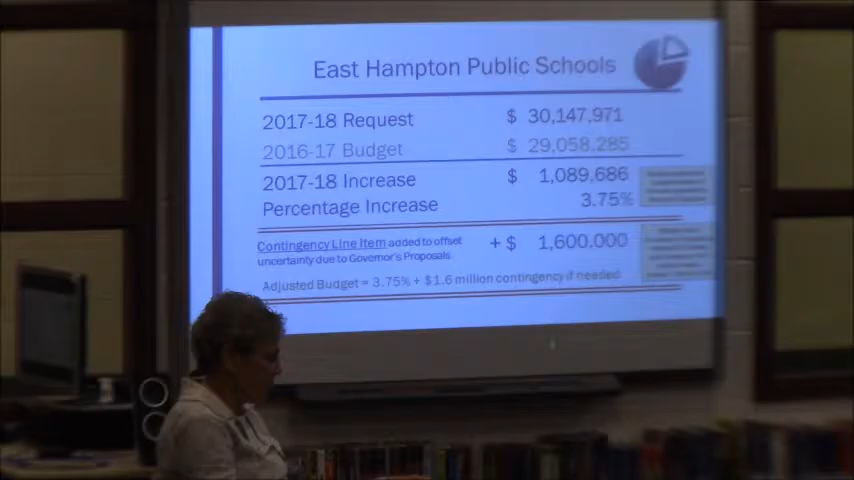 East Hampton Public Schools
2017-18 Request $ 30,147,971
2016-17 Budget $ 29,058,285
2017-18 Increase $ 1,089,686
Percentage Increase 3.75%
Contingency Line Item added to offset + $ 1,600,000
uncertainty due to Governor's Proposals
Adjusted Budget = 3.75% + $1.6 million contingency if needed